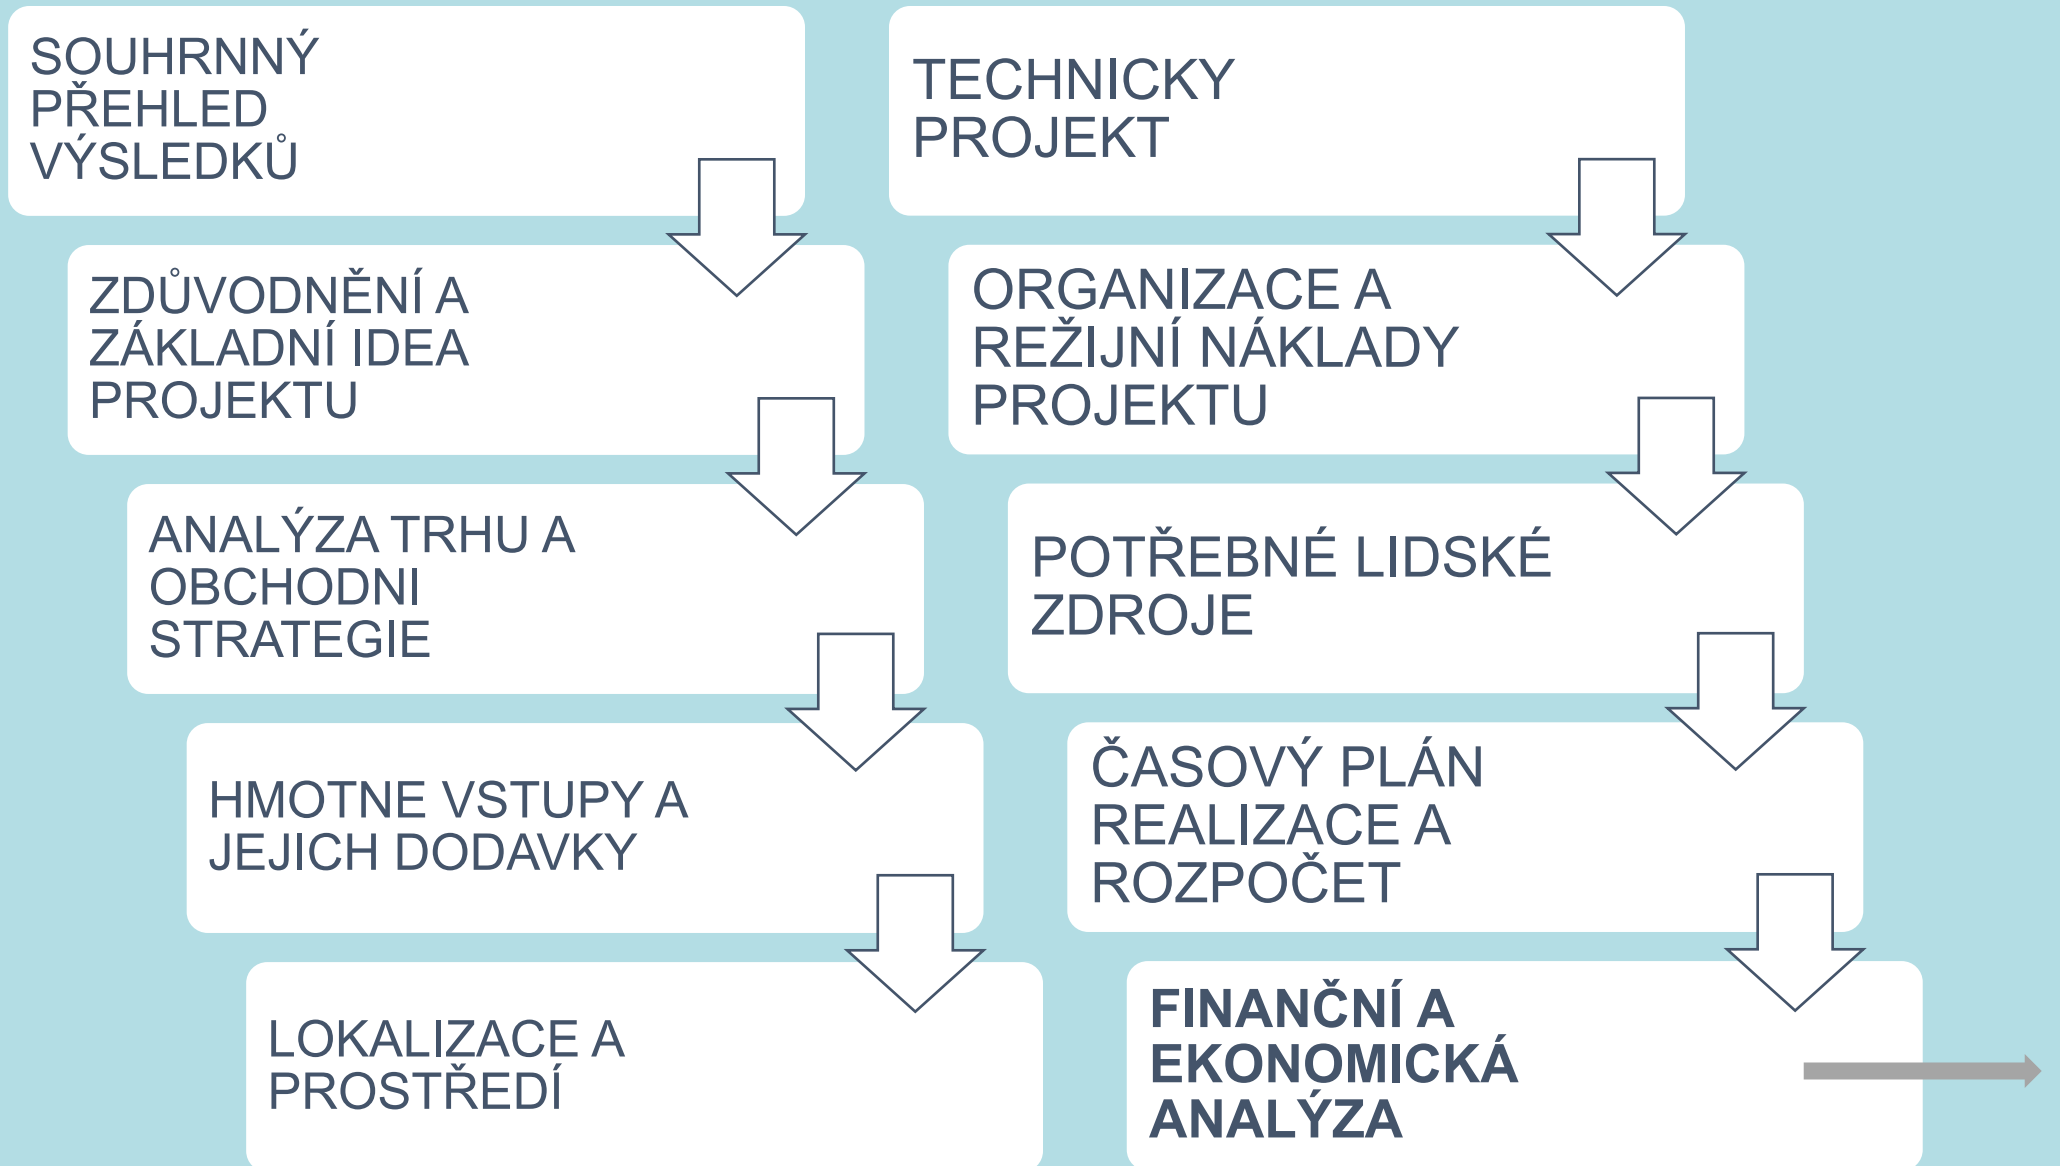 SOUHRNNÝ
PŘEHLED
VÝSLEDKŮ
ZDŮVODNĚNÍ A
ZÁKLADNÍ IDEA
PROJEKTU
ANALÝZA TRHU A
OBCHODNI
STRATEGIE
HMOTNE VSTUPY A
JEJICH DODAVKY
LOKALIZACE A
PROSTŘEDÍ
TECHNICKY
PROJEKT
ORGANIZACE A
REŽIJNÍ NÁKLADY
PROJEKTU
POTŘEBNÉ LIDSKÉ
ZDROJE
ČASOVÝ PLÁN
REALIZACE A
ROZPOČET
FINANČNÍ A
EKONOMICKÁ
ANALÝZA